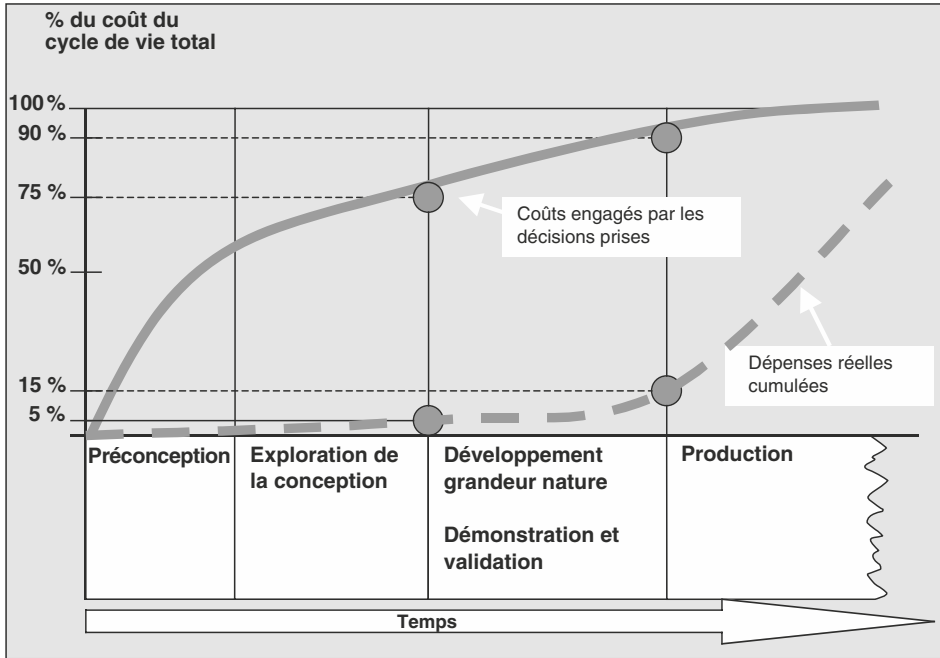 % du coût du
cycle de vie total
100 %
90 %
75 %
50 %
15 %
5 %
Coûts engagés par les
décisions prises
Dépenses réelles
cumulées
Préconception
Exploration de
la conception
Développement
grandeur nature
Démonstration et
validation
Production
Temps